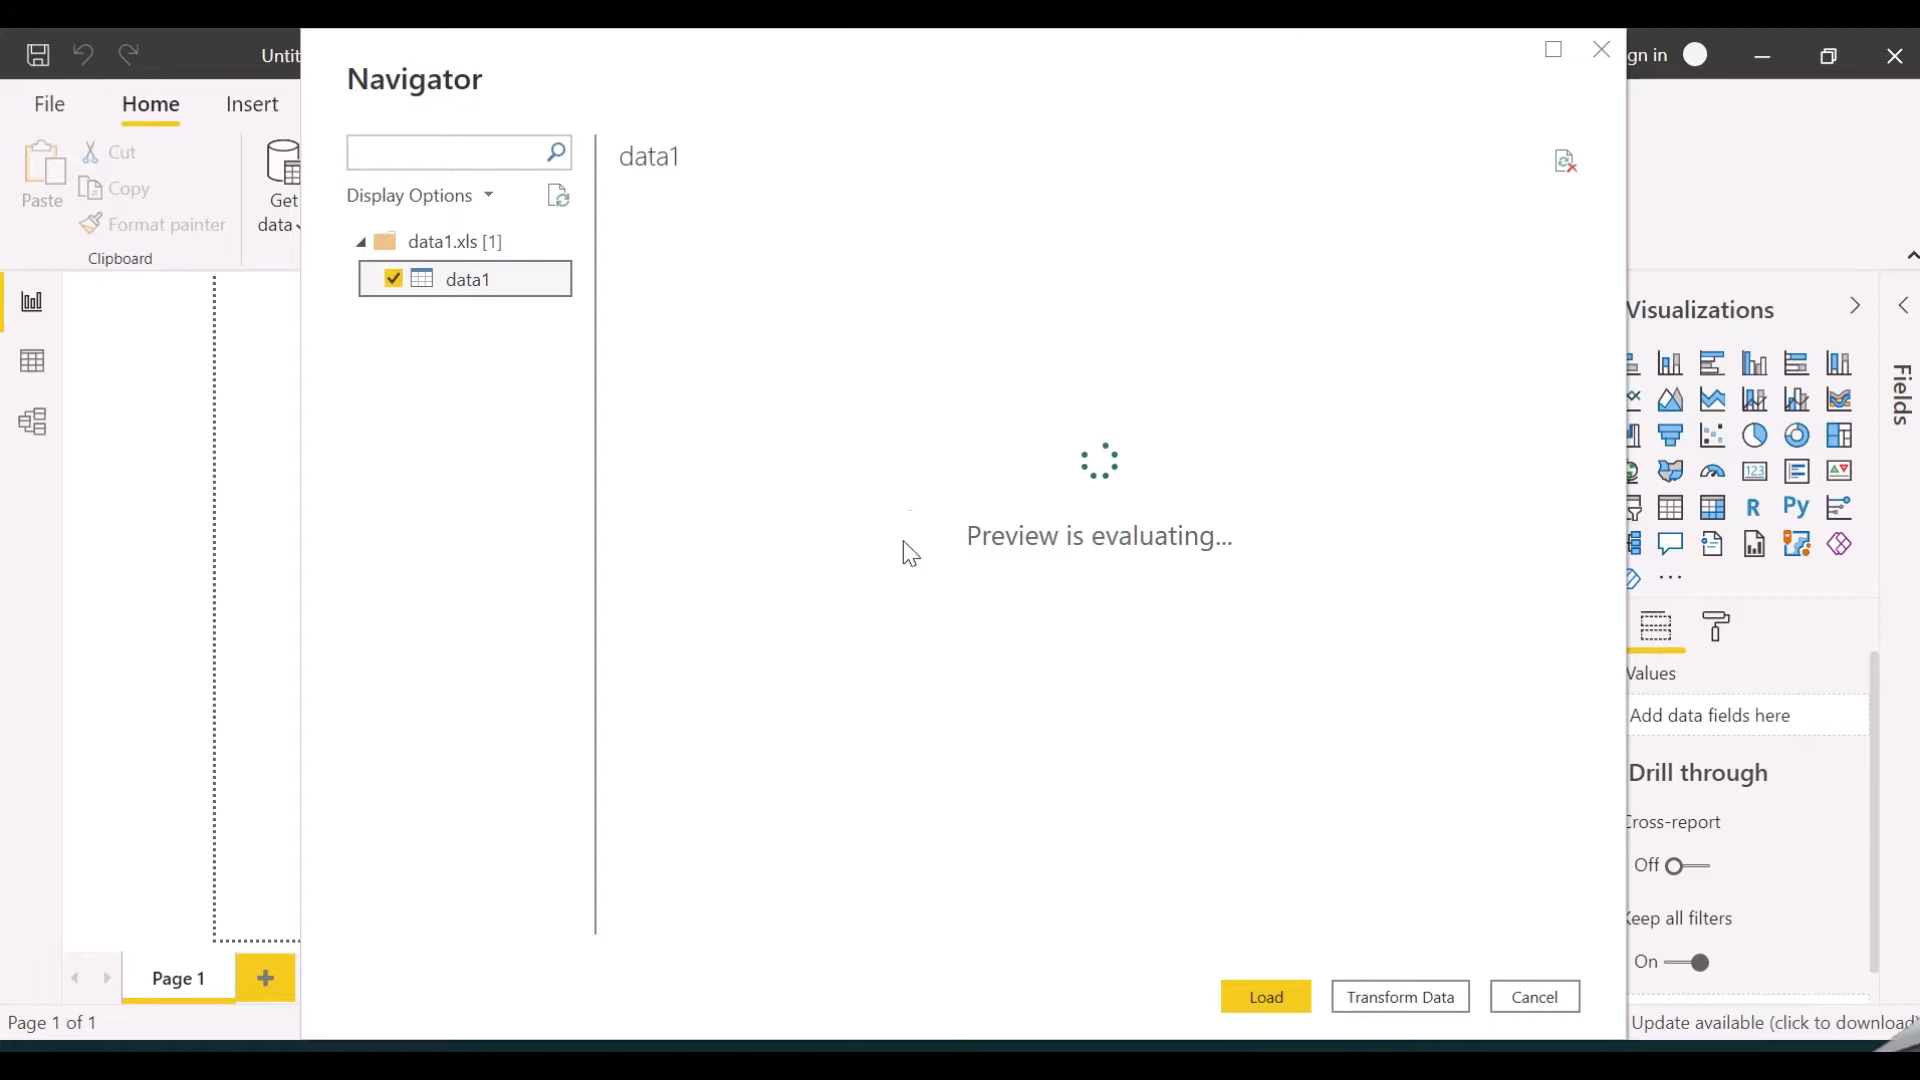 Untit
gn in
File
Home
Insert
Paste
Cut
Copy
Format painter
Clipboard
Get
data
Navigator
Display Options
data1.xls [1]
data1
data1
Preview is evaluating...
Load
Transform Data
Cancel
Visualizations
Fields
123
R
Py
...
Values
Add data fields here
Drill through
Cross-report
Off
Keep all filters
On
Page 1
Page 1 of 1
Update available (click to download)